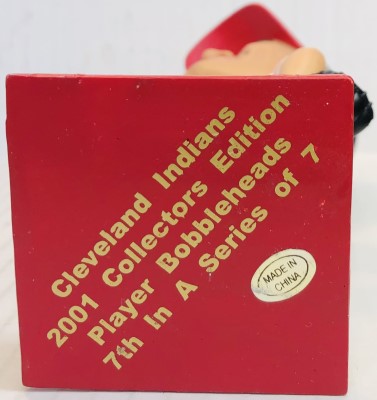 Cleveland Indians
2001 Collectors Edition
Player Bobbleheads
7th In A Series of 7
MADE IN
CHINA